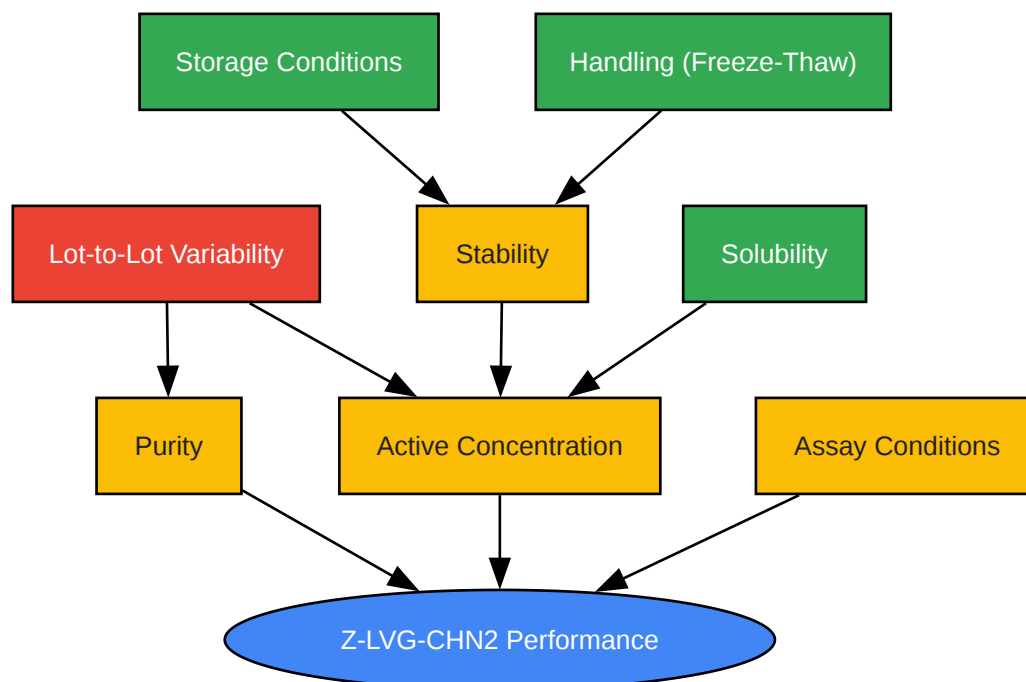 Storage Conditions
Handling (Freeze-Thaw)
Lot-to-Lot Variability
Stability
Solubility
Purity
Active Concentration
Assay Conditions
Z-LVG-CHN2 Performance